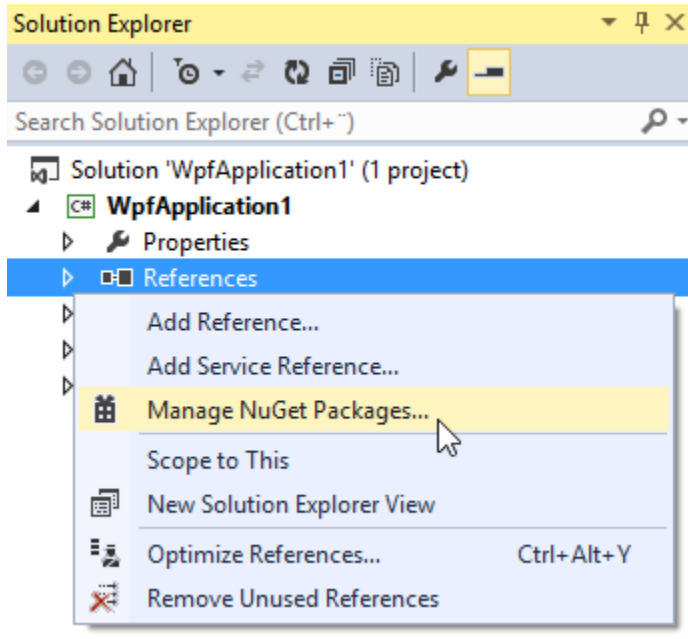 Solution Explorer
Search Solution Explorer (Ctrl+¨)
Solution 'WpfApplication1' (1 project)
C# WpfApplication1
Properties
References
Add Reference...
Add Service Reference...
Manage NuGet Packages...
Scope to This
New Solution Explorer View
Optimize References... Ctrl+Alt+Y
Remove Unused References